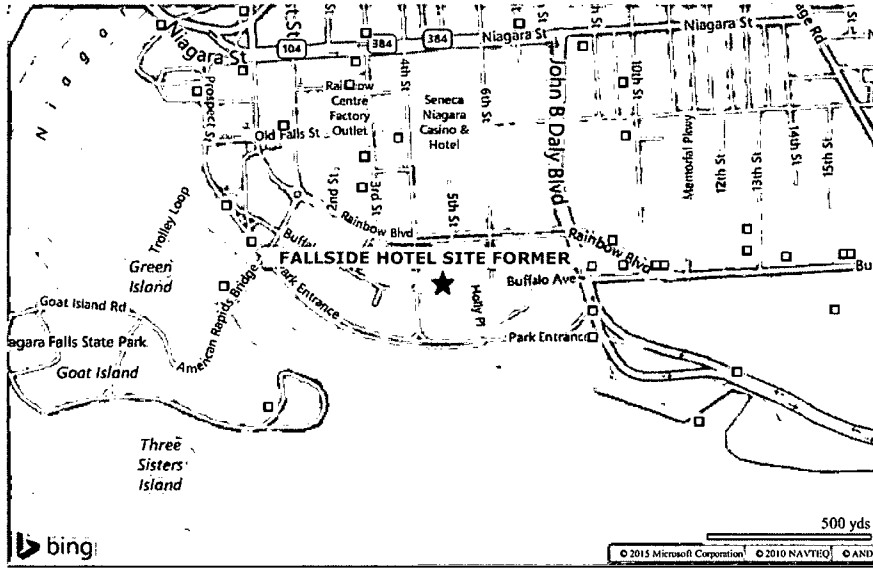 Niagara St
104
384
384
Niagara St
Niagara St
Niaga
Prospect St
Old Falls St
Rainbow
Centre
Factory
Outlet
4th St
Seneca
Niagara
Casino &
Hotel
6th St
John B Daly Blvd
10th St
Memorial Pkwy
12th St
13th St
14th St
15th St
2nd St
3rd St
5th St
Rainbow Blvd
Rainbow Blvd
Trolley Loop
Green
Island
FALLSIDE HOTEL SITE FORMER
Buffalo Ave
Bu
Holly Pl
Park Entrance
Park Entrance
American Rapids Bridge
Goat Island Rd
agara Falls State Park
Goat Island
Three
Sisters
Island
bing
500 yds
© 2015 Microsoft Corporation © 2010 NAVTEQ © AND